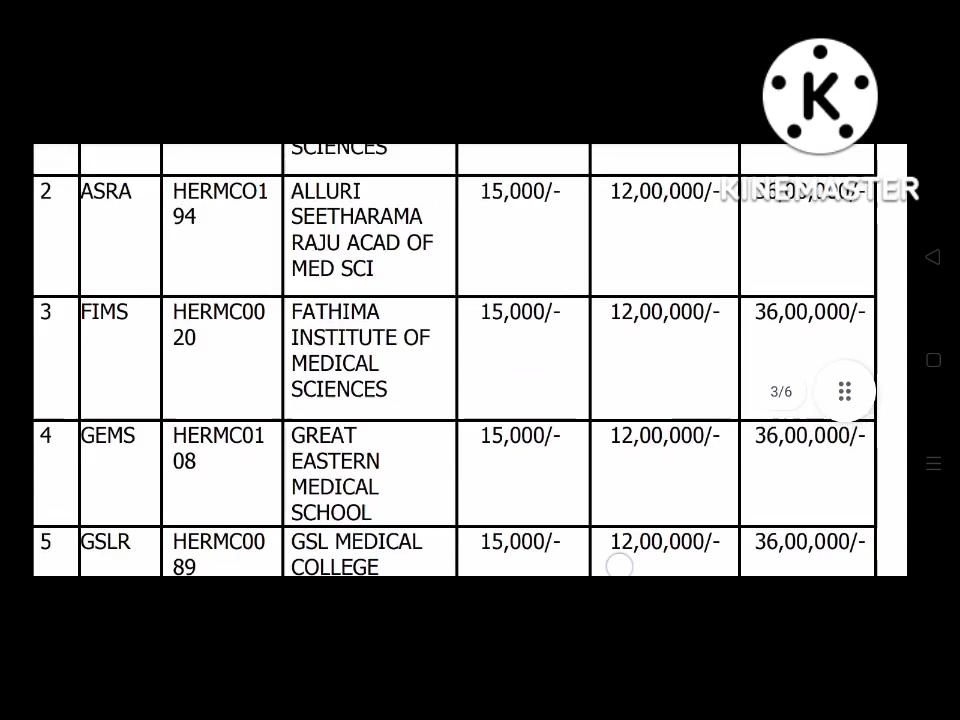 K
KINEMASTER
SCIENCES
2 ASRA HERMCO1 ALLURI 15,000/- 12,00,000/- 36,00,000/-
94 SEETHARAMA
RAJU ACAD OF
MED SCI
3 FIMS HERMC00 FATHIMA 15,000/- 12,00,000/- 36,00,000/-
20 INSTITUTE OF
MEDICAL
SCIENCES
3/6
4 GEMS HERMC01 GREAT 15,000/- 12,00,000/- 36,00,000/-
08 EASTERN
MEDICAL
SCHOOL
5 GSLR HERMC00 GSL MEDICAL 15,000/- 12,00,000/- 36,00,000/-
89 COLLEGE